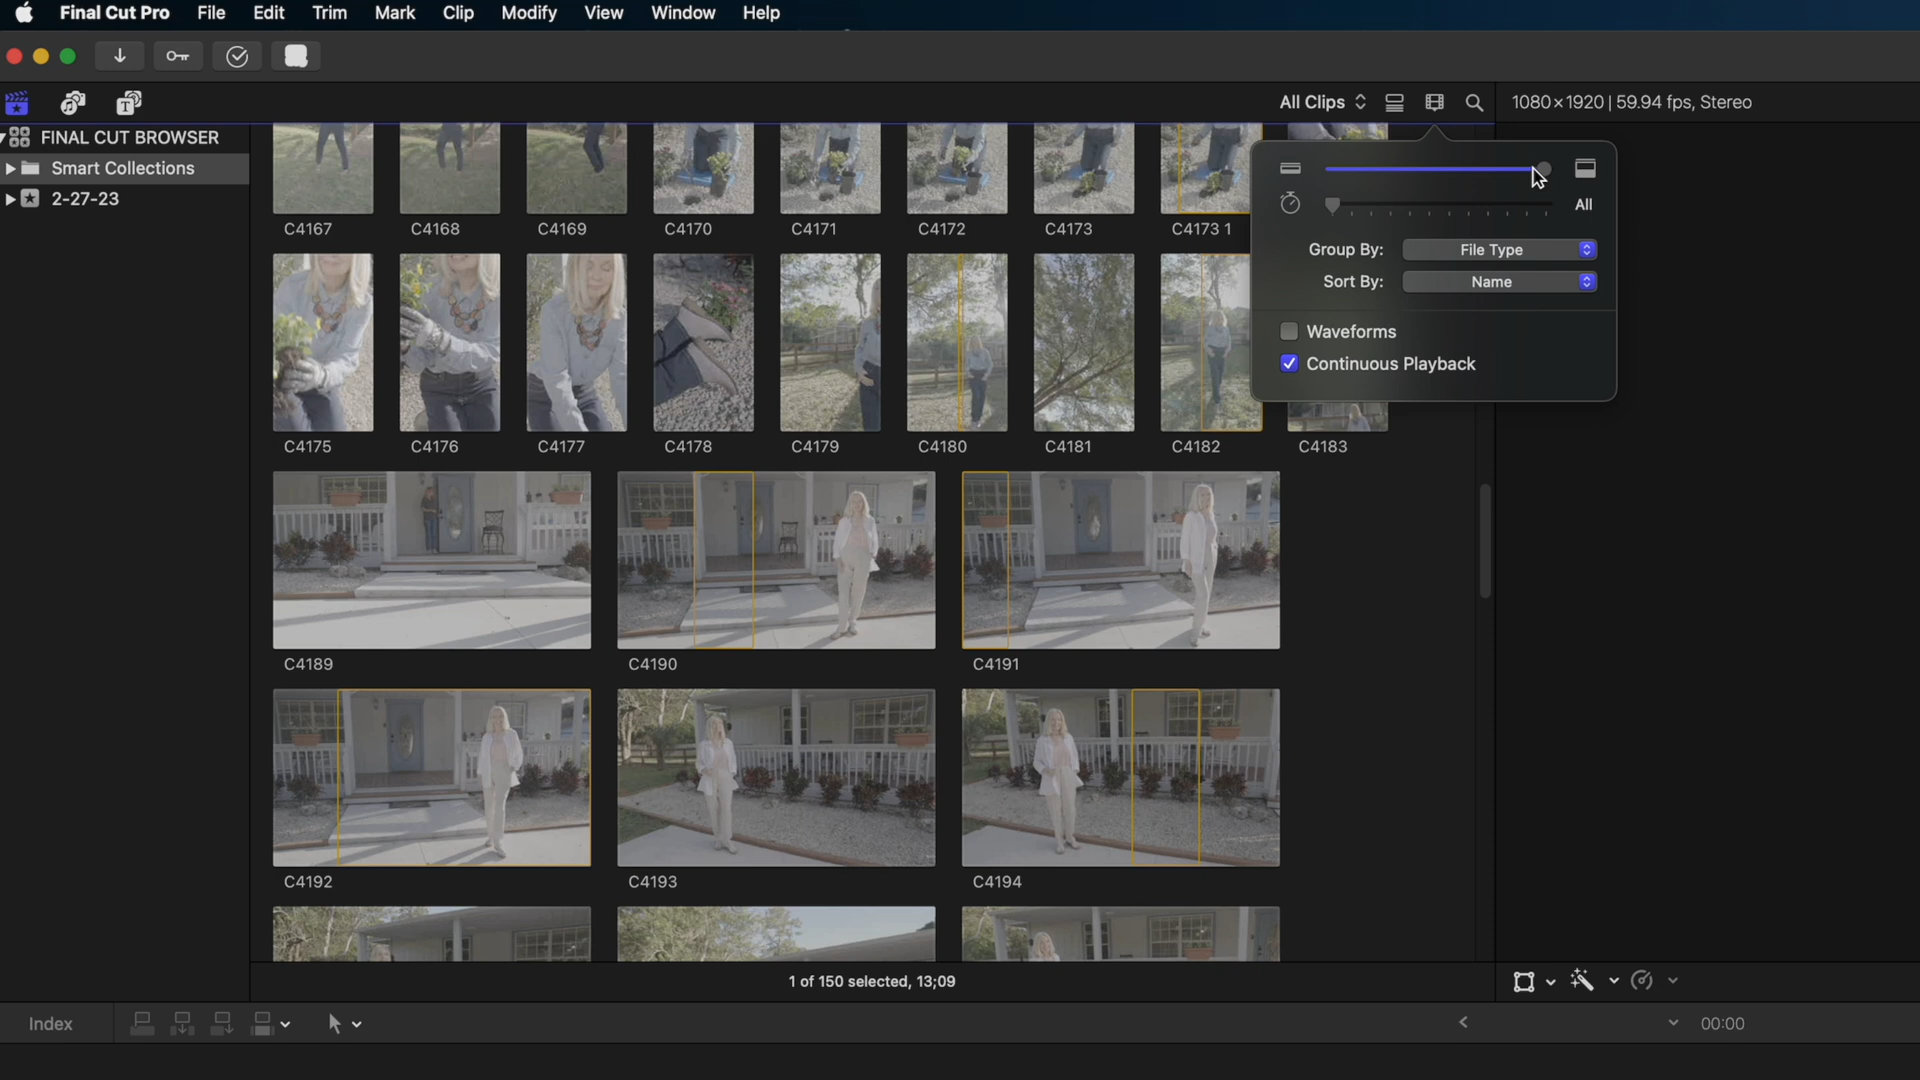 Final Cut Pro File Edit Trim Mark Clip Modify View Window Help
All Clips
1080×1920 | 59.94 fps, Stereo
FINAL CUT BROWSER
Smart Collections
2-27-23
C4167 C4168 C4169 C4170 C4171 C4172 C4173 C4173 1
All
Group By: File Type
Sort By: Name
Waveforms
Continuous Playback
C4175 C4176 C4177 C4178 C4179 C4180 C4181 C4182 C4183
C4189 C4190 C4191
C4192 C4193 C4194
1 of 150 selected, 13;09
Index
00:00